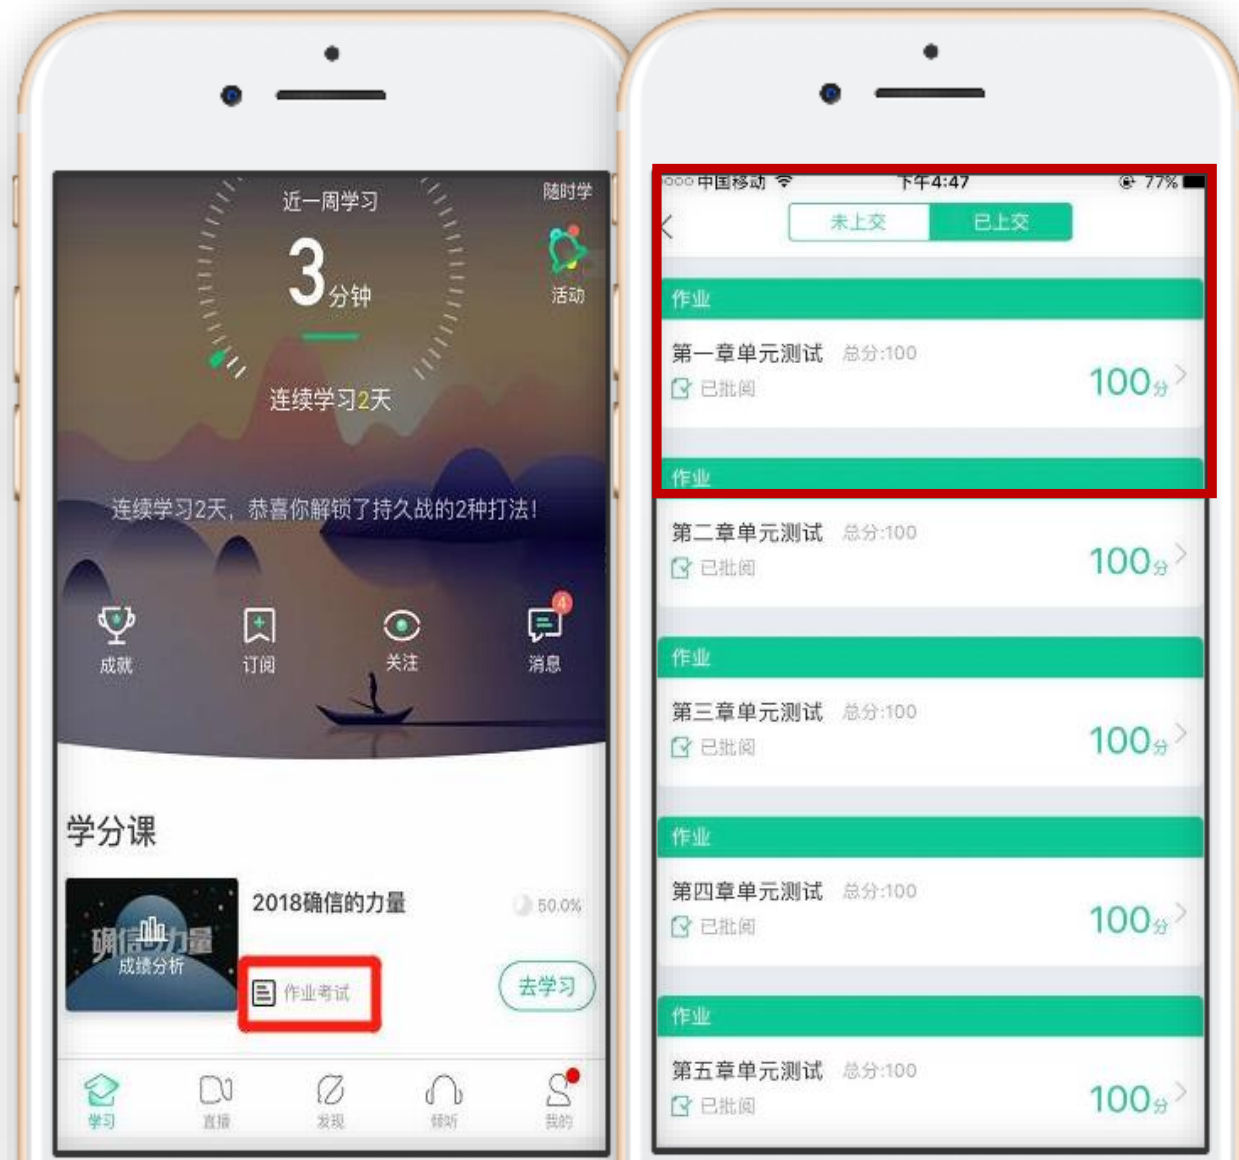 近一周学习
随时学
3分钟
活动
连续学习2天
连续学习2天，恭喜你解锁了持久战的2种打法！
成就
订阅
关注
4
消息
学分课
确信的力量
成绩分析
2018确信的力量
50.0%
作业考试
去学习
学习
直播
发现
倾听
我的
中国移动
下午4:47
77%
未上交
已上交
作业
第一章单元测试 总分:100
已批阅
100分
作业
第二章单元测试 总分:100
已批阅
100分
作业
第三章单元测试 总分:100
已批阅
100分
作业
第四章单元测试 总分:100
已批阅
100分
作业
第五章单元测试 总分:100
已批阅
100分